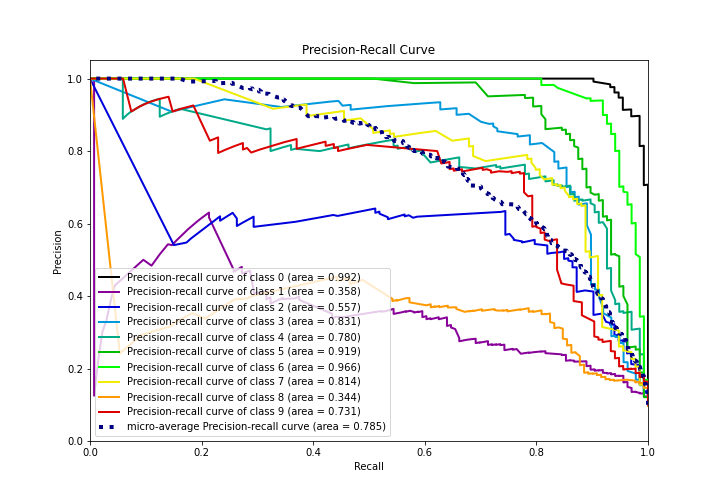 Precision-Recall Curve
Precision
1.0
0.8
0.6
0.4
0.2
0.0
Precision-recall curve of class 0 (area = 0.992)
Precision-recall curve of class 1 (area = 0.358)
Precision-recall curve of class 2 (area = 0.557)
Precision-recall curve of class 3 (area = 0.831)
Precision-recall curve of class 4 (area = 0.780)
Precision-recall curve of class 5 (area = 0.919)
Precision-recall curve of class 6 (area = 0.966)
Precision-recall curve of class 7 (area = 0.814)
Precision-recall curve of class 8 (area = 0.344)
Precision-recall curve of class 9 (area = 0.731)
micro-average Precision-recall curve (area = 0.785)
0.0 0.2 0.4 0.6 0.8 1.0
Recall